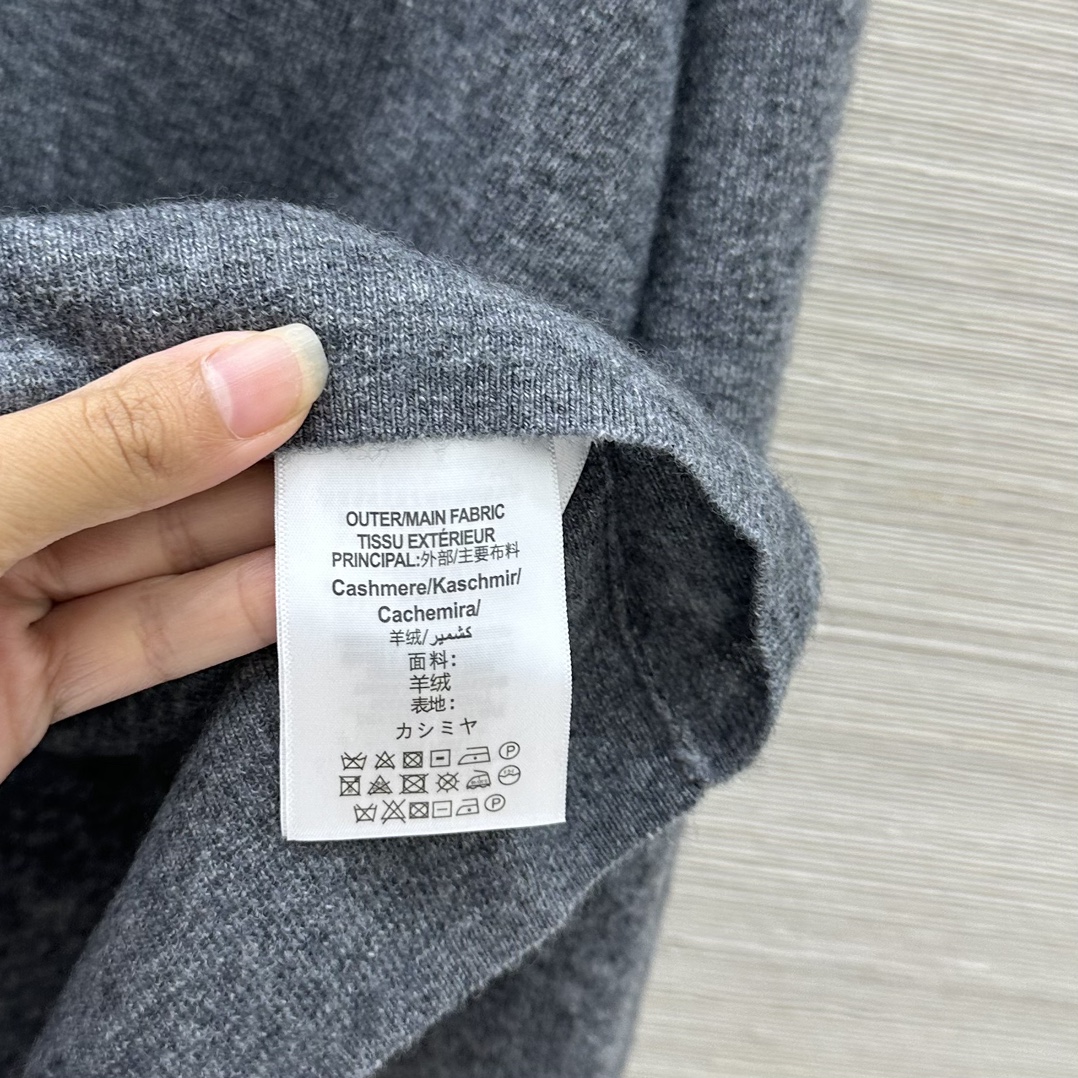 OUTER/MAIN FABRIC
TISSU EXTÉRIEUR
PRINCIPAL:外部/主要布料
Cashmere/Kaschmir/
Cachemira/
羊绒/كشمير
面料:
羊绒
表地:
カシミヤ
P
P
P